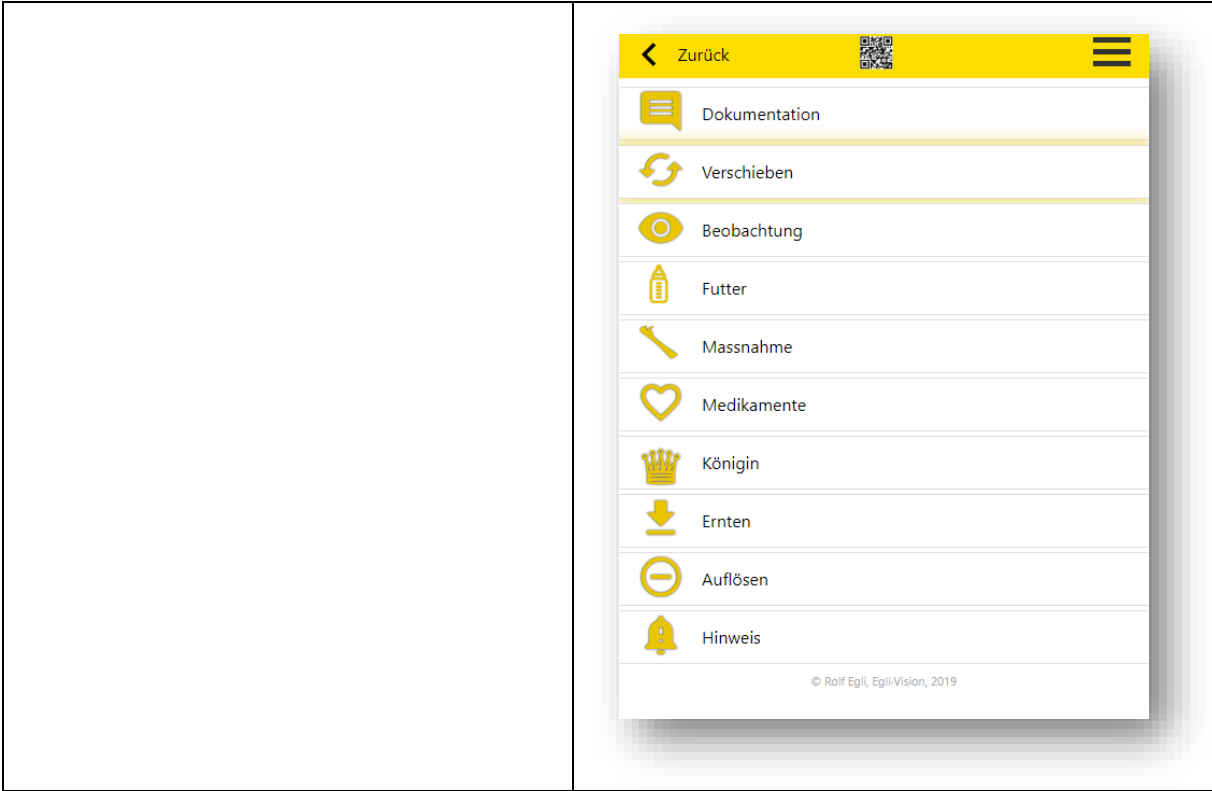 Zurück
Dokumentation
Verschieben
Beobachtung
Futter
Massnahme
Medikamente
Königin
Ernten
Auflösen
Hinweis
© Rolf Egli, Egli-Vision, 2019